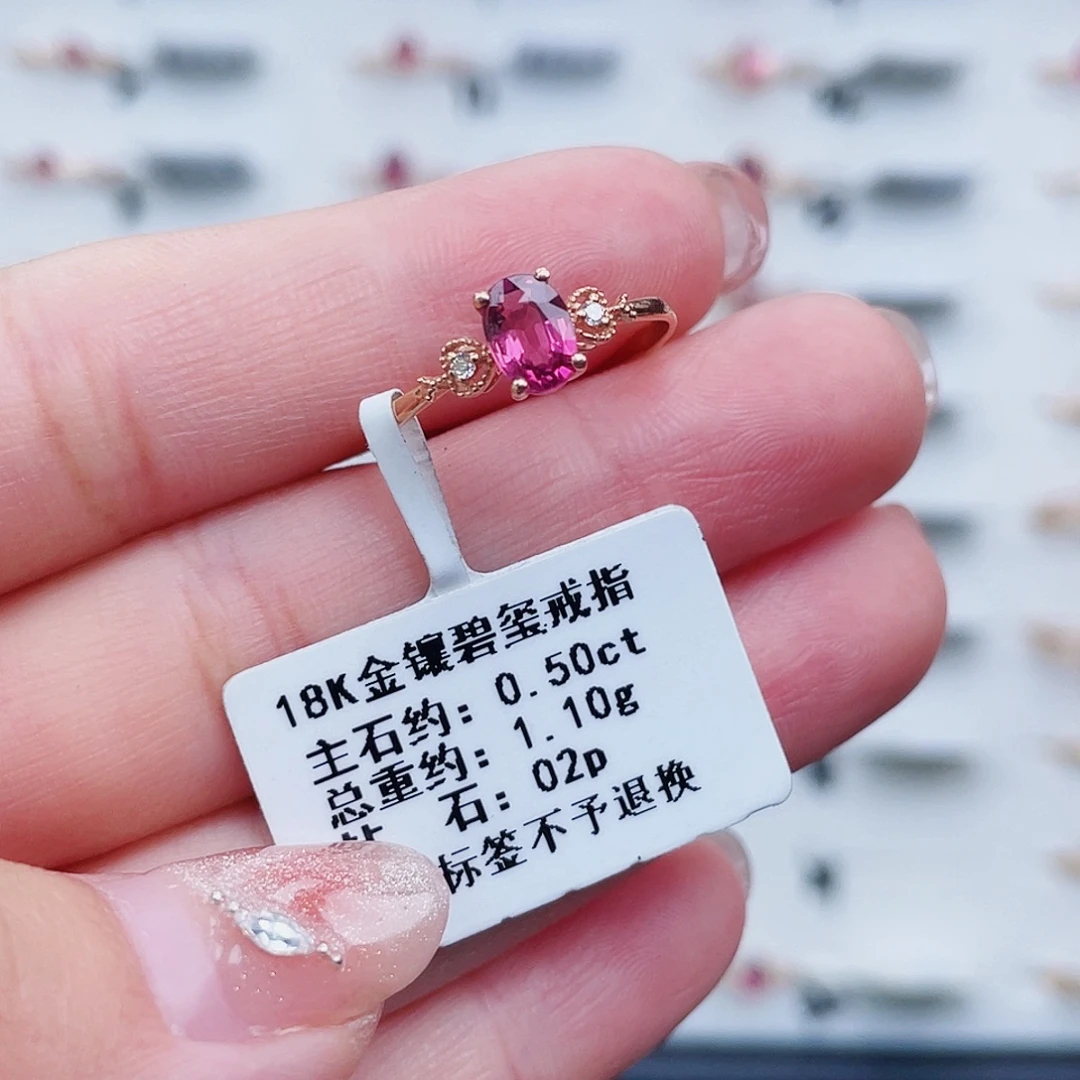 18K金镶碧玺戒指
主石约: 0.50ct
总重约: 1.10g
石: 02p
标签不予退换